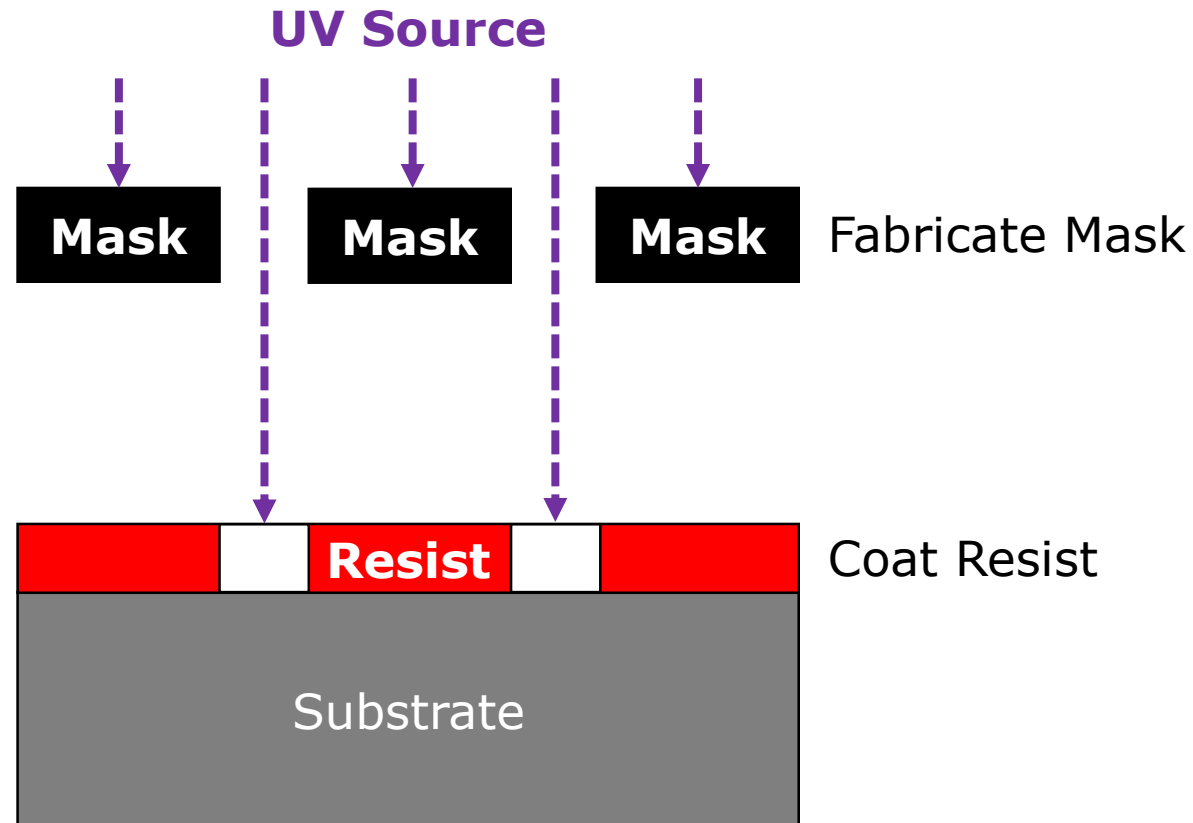 UV Source
Mask
Mask
Mask
Fabricate Mask
Resist
Coat Resist
Substrate